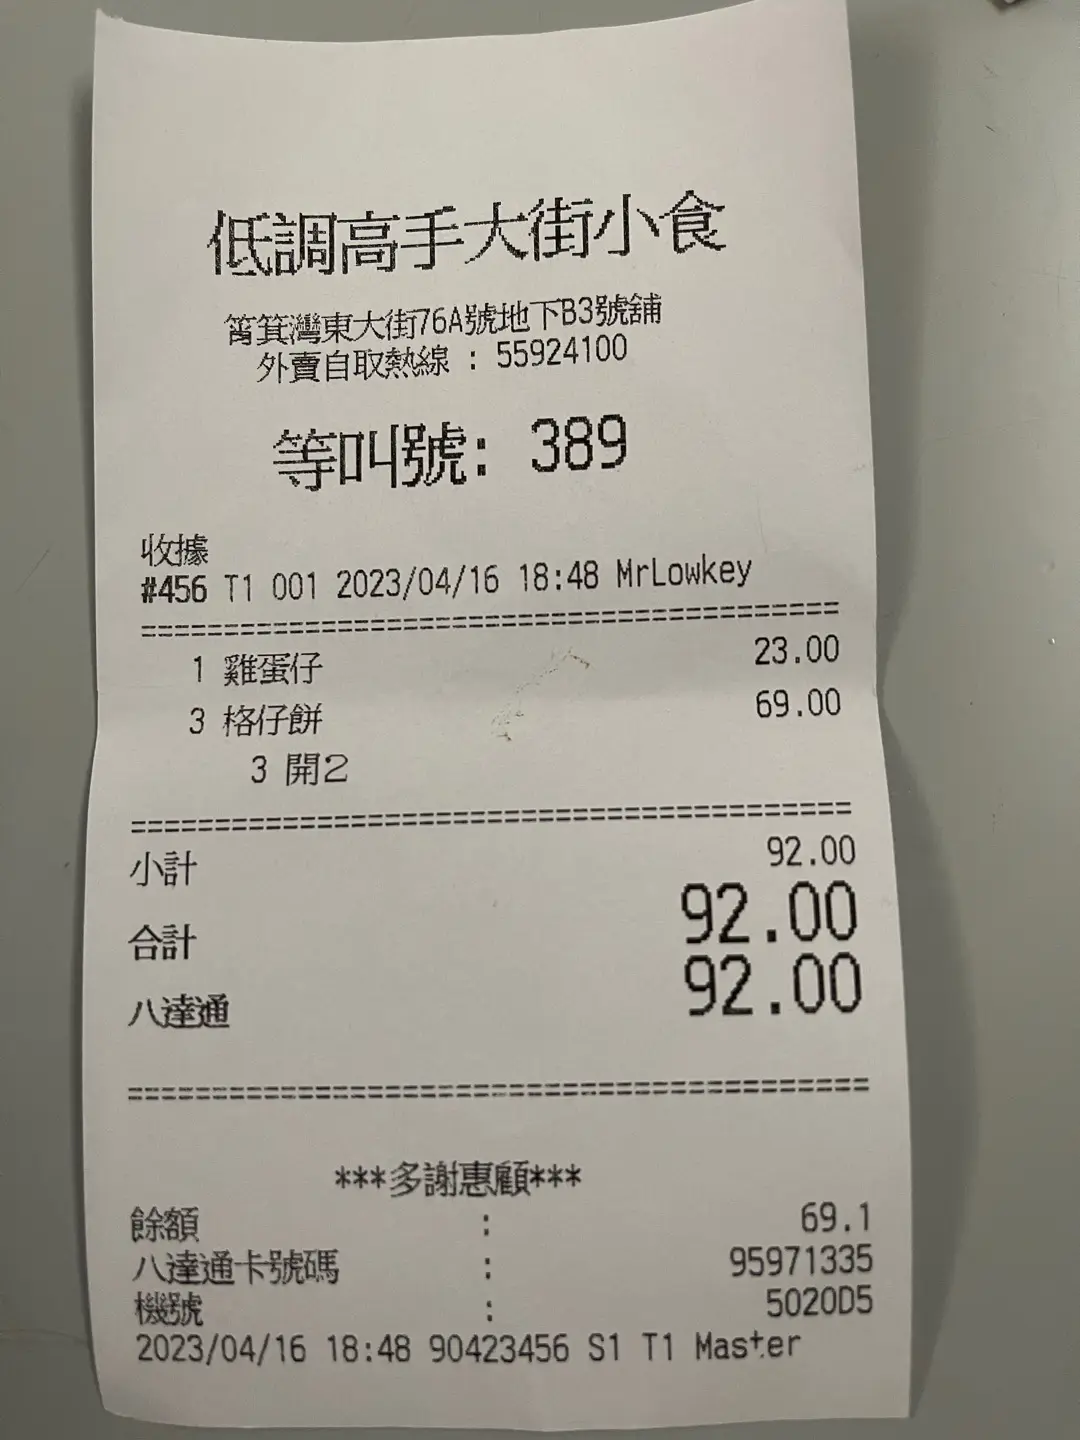 低調高手大街小食
筲箕灣東大街76A號地下B3號舖
外賣自取熱線 : 55924100
等叫號: 389
收據
#456 T1 001 2023/04/16 18:48 MrLowkey
==========================================
1 雞蛋仔 23.00
3 格仔餅 69.00
3 開2
==========================================
小計 92.00
合計 92.00
八達通 92.00
==========================================
***多謝惠顧***
餘額 : 69.1
八達通卡號碼 : 95971335
機號 : 5020D5
2023/04/16 18:48 90423456 S1 T1 Master